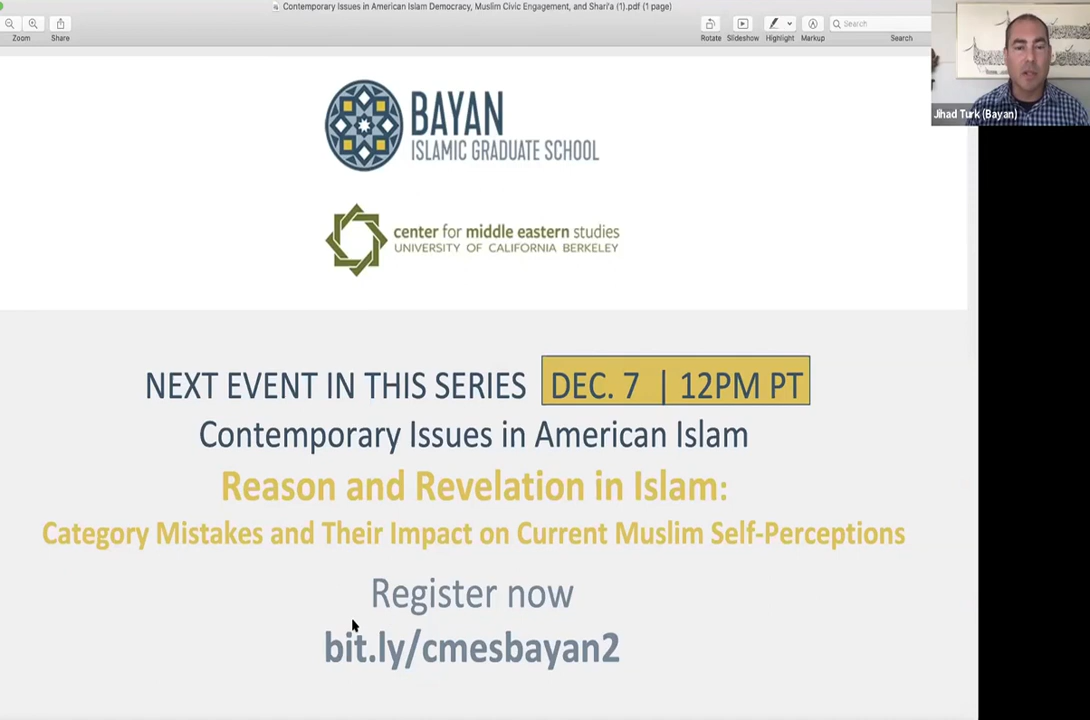 Contemporary Issues in American Islam Democracy, Muslim Civic Engagement, and Shari'a (1).pdf (1 page)
Zoom
Share
Rotate
Slideshow
Highlight
Markup
Search
Search
Jihad Turk (Bayan)
BAYAN
ISLAMIC GRADUATE SCHOOL
center for middle eastern studies
UNIVERSITY OF CALIFORNIA BERKELEY
NEXT EVENT IN THIS SERIES DEC. 7 | 12PM PT
Contemporary Issues in American Islam
Reason and Revelation in Islam:
Category Mistakes and Their Impact on Current Muslim Self-Perceptions
Register now
bit.ly/cmesbayan2